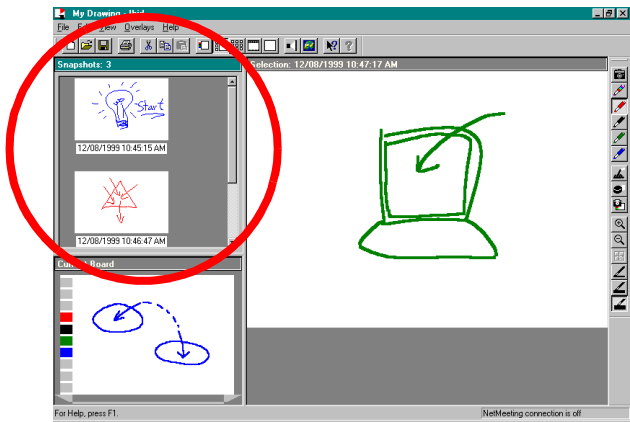 My Drawing - Ibid
File Edit View Overlays Help
Snapshots: 3
Selection: 12/08/1999 10:47:17 AM
Start
12/08/1999 10:45:15 AM
12/08/1999 10:46:47 AM
Current Board
For Help, press F1.
NetMeeting connection is off